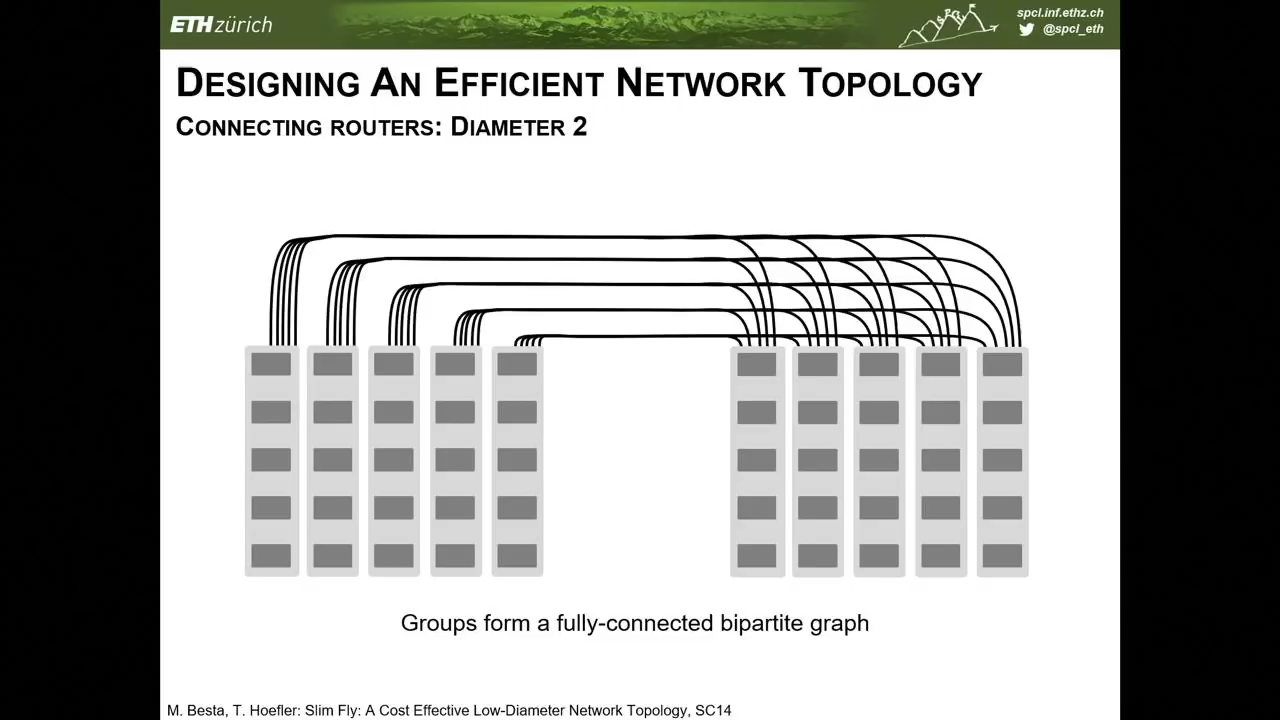 ETH zürich
spcl.inf.ethz.ch
@spcl_eth
DESIGNING AN EFFICIENT NETWORK TOPOLOGY
CONNECTING ROUTERS: DIAMETER 2
Groups form a fully-connected bipartite graph
M. Besta, T. Hoefler: Slim Fly: A Cost Effective Low-Diameter Network Topology, SC14